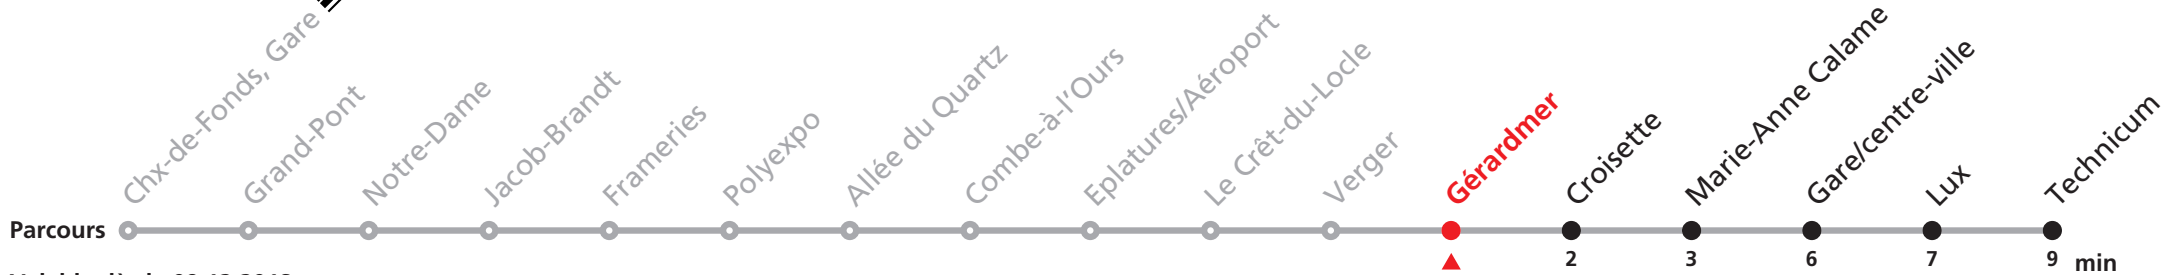 Chx-de-Fonds, Gare
Grand-Pont
Notre-Dame
Jacob-Brandt
Frameries
Polyexpo
Allée du Quartz
Combe-à-l'Ours
Eplatures/Aéroport
Le Crêt-du-Locle
Verger
Gérardmer
Croisette
Marie-Anne Calame
Gare/centre-ville
Lux
Technicum
Parcours
2 3 6 7 9 min